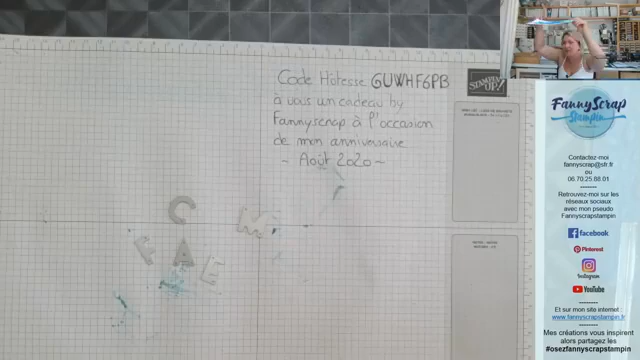 Code Hôtesse GUWHF6PB
à vous un cadeau by
Fannyscrap à l'occasion
de mon anniversaire
- Août 2020 ~
STAMPIN' UP!
C
M
F A E
FannyScrap
Stampin
Contactez-moi
fannyscrap@sfr.fr
ou
06.70.25.88.01
--------
Retrouvez-moi sur les
réseaux sociaux
avec mon pseudo
Fannyscrapstampin
facebook
Pinterest
Instagram
YouTube
--------
Et sur mon site internet :
www.fannyscrapstampin.fr
--------
Mes créations vous inspirent
alors partagez les
#osezfannyscrapstampin